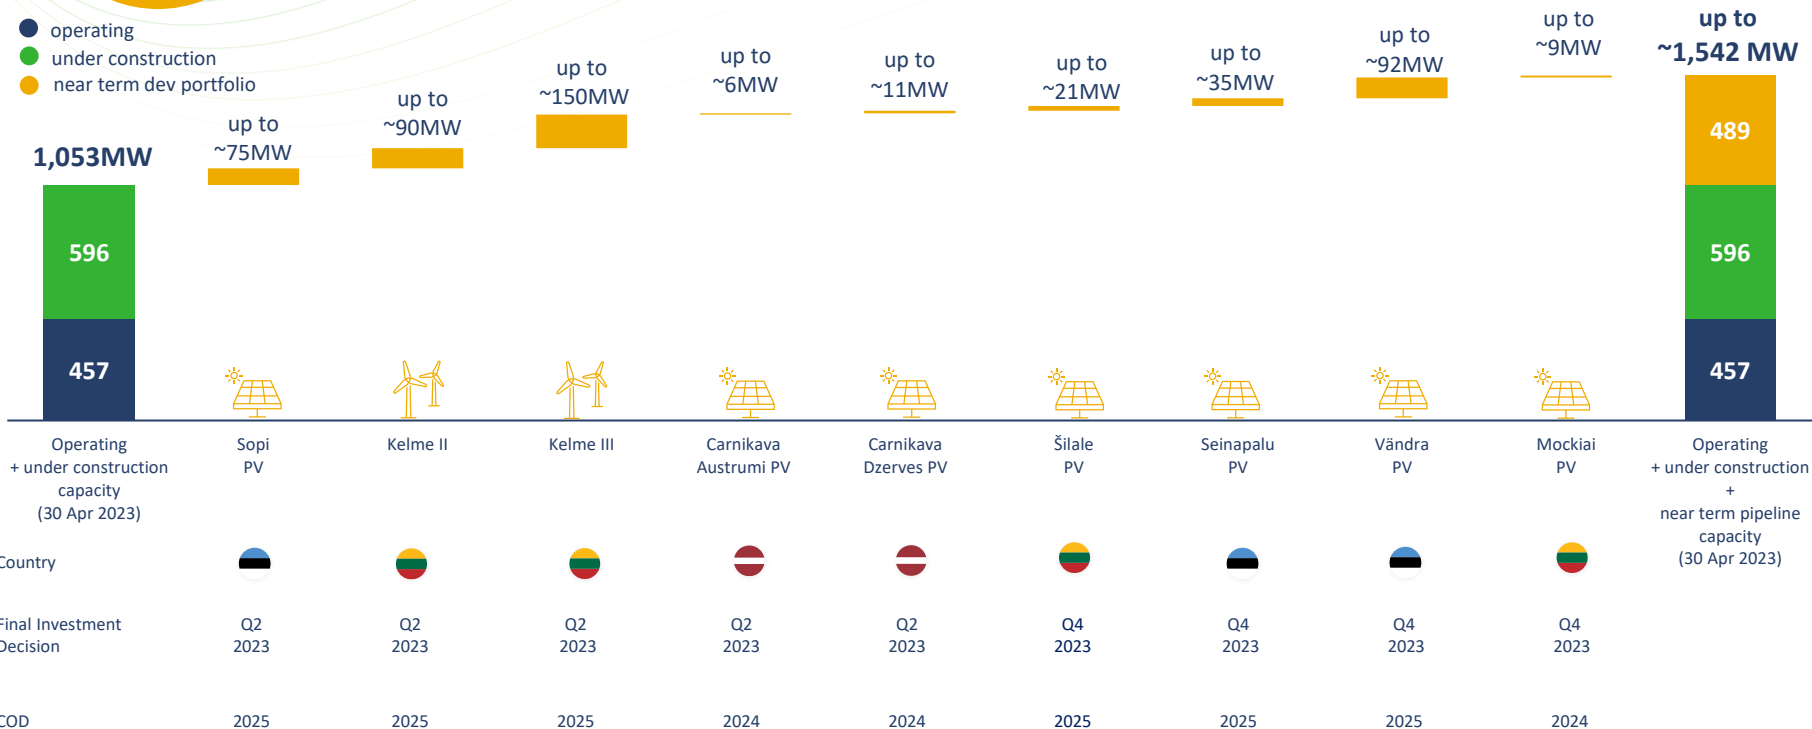 operating
under construction
near term dev portfolio
1,053MW
596
457
up to
~75MW
up to
~90MW
up to
~150MW
up to
~6MW
up to
~11MW
up to
~21MW
up to
~35MW
up to
~92MW
up to
~9MW
up to
~1,542 MW
489
596
457
Operating
+ under construction
capacity
(30 Apr 2023)
Sopi
PV
Kelme II
Kelme III
Carnikava
Austrumi PV
Carnikava
Dzerves PV
Šilale
PV
Seinapalu
PV
Vändra
PV
Mockiai
PV
Operating
+ under construction
+
near term pipeline
capacity
(30 Apr 2023)
Country
Final Investment
Decision
Q2
2023
Q2
2023
Q2
2023
Q2
2023
Q2
2023
Q4
2023
Q4
2023
Q4
2023
Q4
2023
COD
2025
2025
2025
2024
2024
2025
2025
2025
2024